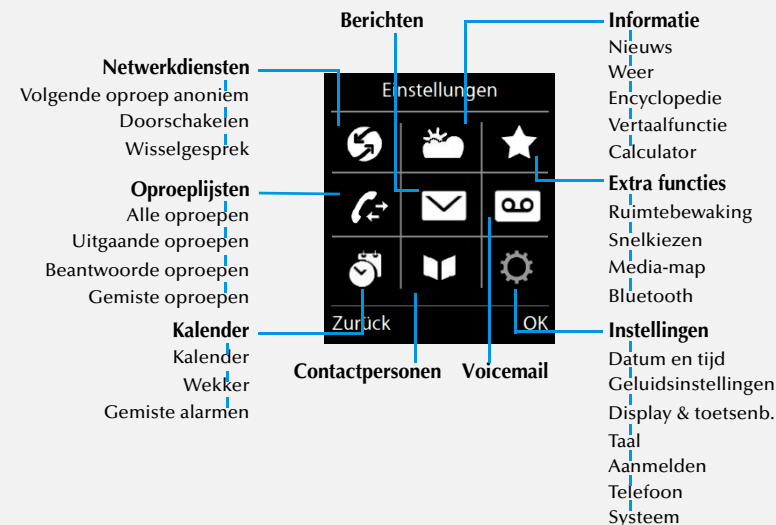 Berichten
Netwerkdiensten
Volgende oproep anoniem
Doorschakelen
Wisselgesprek
Oproeplijsten
Alle oproepen
Uitgaande oproepen
Beantwoorde oproepen
Gemiste oproepen
Kalender
Kalender
Wekker
Gemiste alarmen
Einstellungen
Zurück OK
Contactpersonen Voicemail
Informatie
Nieuws
Weer
Encyclopedie
Vertaalfunctie
Calculator
Extra functies
Ruimtebewaking
Snelkiezen
Media-map
Bluetooth
Instellingen
Datum en tijd
Geluidsinstellingen
Display & toetsenb.
Taal
Aanmelden
Telefoon
Systeem